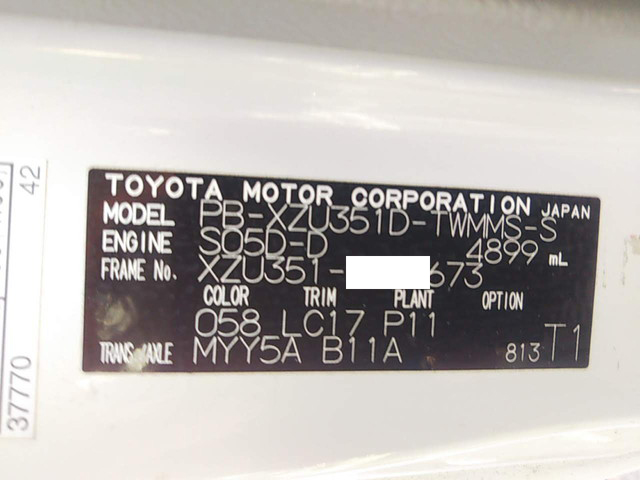 TOYOTA MOTOR CORPORATION JAPAN
MODEL PB-XZU351D-TWMMS-S
ENGINE S05D-D 4899 mL
FRAME No. XZU351- 673
COLOR TRIM PLANT OPTION
058 LC17 P11
TRANS/AXLE MYY5A B11A 813 T1
37770 42